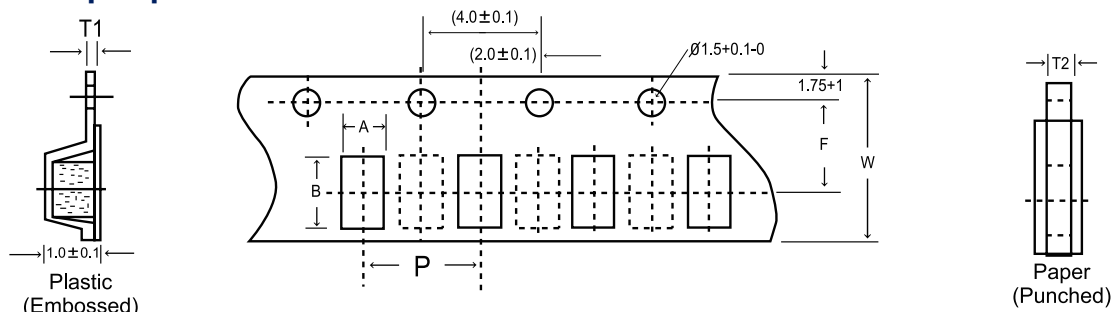 T1
(4.0±0.1)
(2.0±0.1)
Ø1.5+0.1-0
1.75+1
T2
A
F
W
B
1.0±0.1
P
Plastic
(Embossed)
Paper
(Punched)